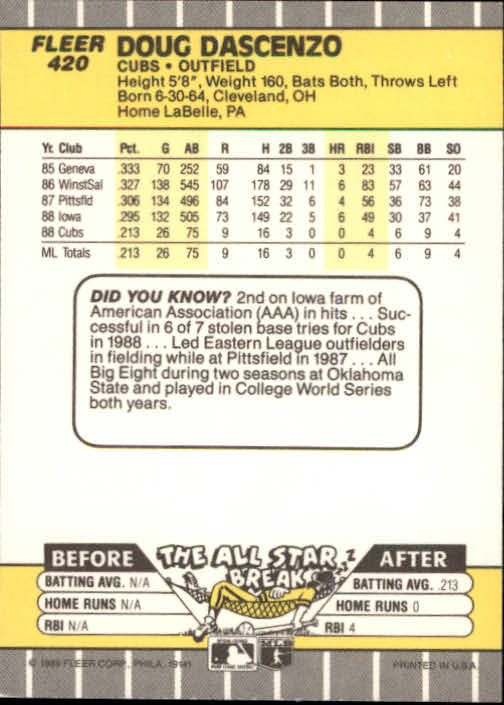 FLEER
420
DOUG DASCENZO
CUBS • OUTFIELD
Height 5'8", Weight 160, Bats Both, Throws Left
Born 6-30-64, Cleveland, OH
Home LaBelle, PA
Yr. Club Pct. G AB R H 2B 3B HR RBI SB BB SO
85 Geneva .333 70 252 59 84 15 1 3 23 33 61 20
86 WinstSal .327 138 545 107 178 29 11 6 83 57 63 44
87 Pittsfld .306 134 496 84 152 32 6 4 56 36 73 38
88 Iowa .295 132 505 73 149 22 5 6 49 30 37 41
88 Cubs .213 26 75 9 16 3 0 0 4 6 9 4
ML Totals .213 26 75 9 16 3 0 0 4 6 9 4
DID YOU KNOW? 2nd on Iowa farm of
American Association (AAA) in hits . . . Suc-
cessful in 6 of 7 stolen base tries for Cubs
in 1988 . . . Led Eastern League outfielders
in fielding while at Pittsfield in 1987 . . . All
Big Eight during two seasons at Oklahoma
State and played in College World Series
both years.
THE ALL STAR
BREAK
z
z
z
BEFORE
BATTING AVG. N/A
HOME RUNS N/A
RBI N/A
AFTER
BATTING AVG. .213
HOME RUNS 0
RBI 4
© 1989 FLEER CORP., PHILA. 19141
PRINTED IN U.S.A.